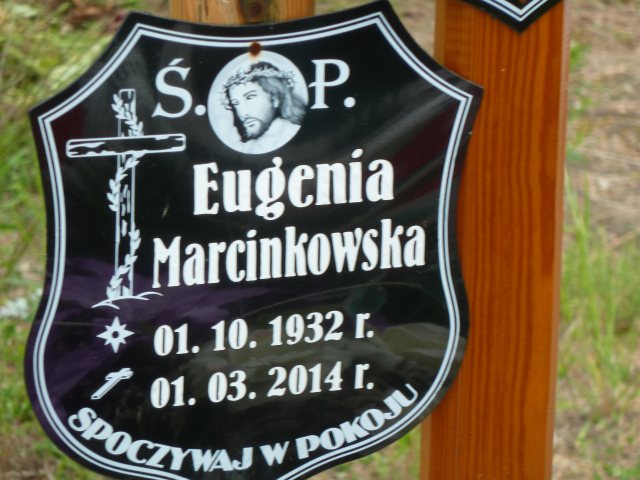 Ś. P.
Eugenia
Marcinkowska
01. 10. 1932 r.
01. 03. 2014 r.
SPOCZYWAJ W POKOJU